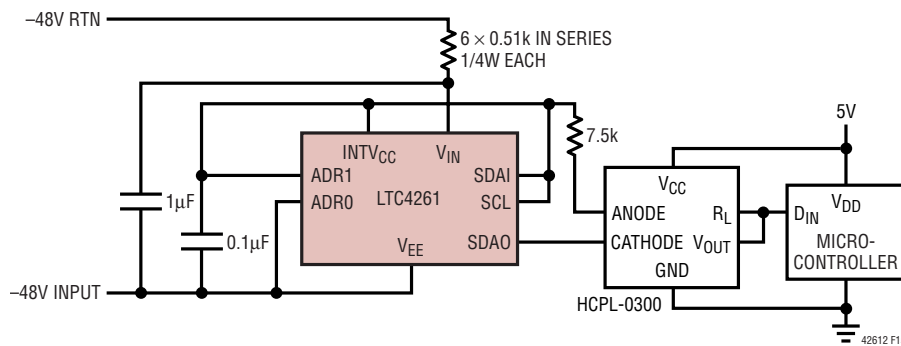 –48V RTN
6 × 0.51k IN SERIES
1/4W EACH
5V
7.5k
INTVCC
VIN
ADR1
SDAI
LTC4261
ADR0
SCL
VEE
SDAO
1μF
0.1μF
VCC
ANODE
RL
CATHODE
VOUT
GND
HCPL-0300
DIN
VDD
MICRO-
CONTROLLER
–48V INPUT
42612 F1